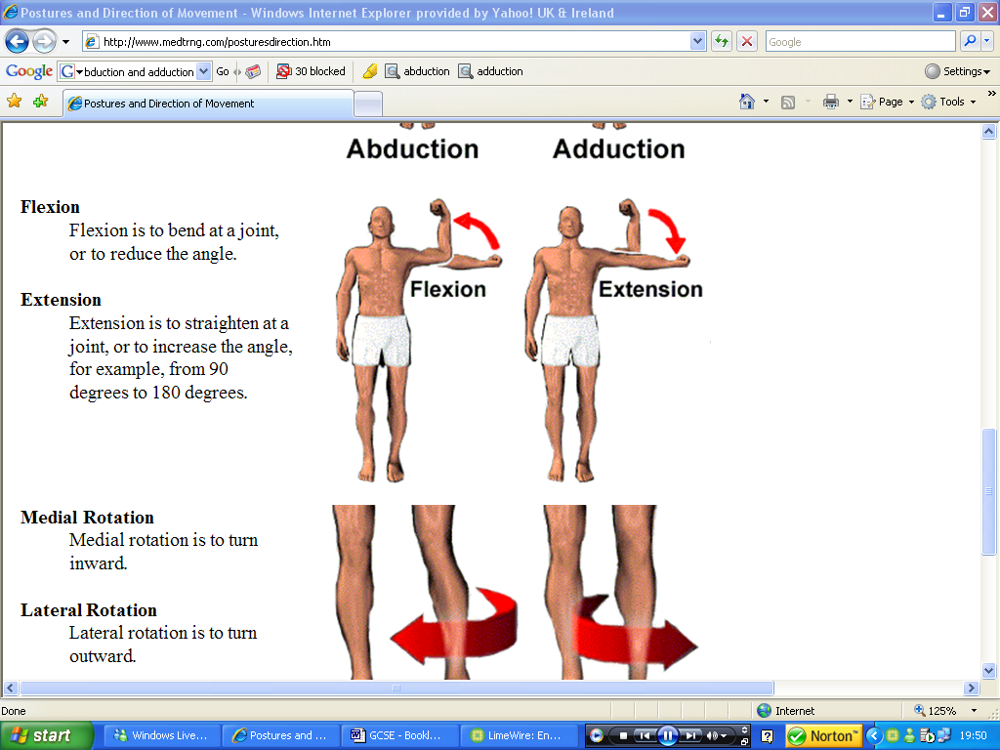 Postures and Direction of Movement - Windows Internet Explorer provided by Yahoo! UK & Ireland
http://www.medtrng.com/posturesdirection.htm
Google
Google
bduction and adduction
Go
30 blocked
abduction
adduction
Settings
Postures and Direction of Movement
Page
Tools
Abduction
Adduction
Flexion
Flexion is to bend at a joint,
or to reduce the angle.
Extension
Extension is to straighten at a
joint, or to increase the angle,
for example, from 90
degrees to 180 degrees.
Flexion
Extension
Medial Rotation
Medial rotation is to turn
inward.
Lateral Rotation
Lateral rotation is to turn
outward.
Done
Internet
125%
start
Windows Live...
Postures and ...
GCSE - Bookl...
LimeWire: En...
Norton™
19:50